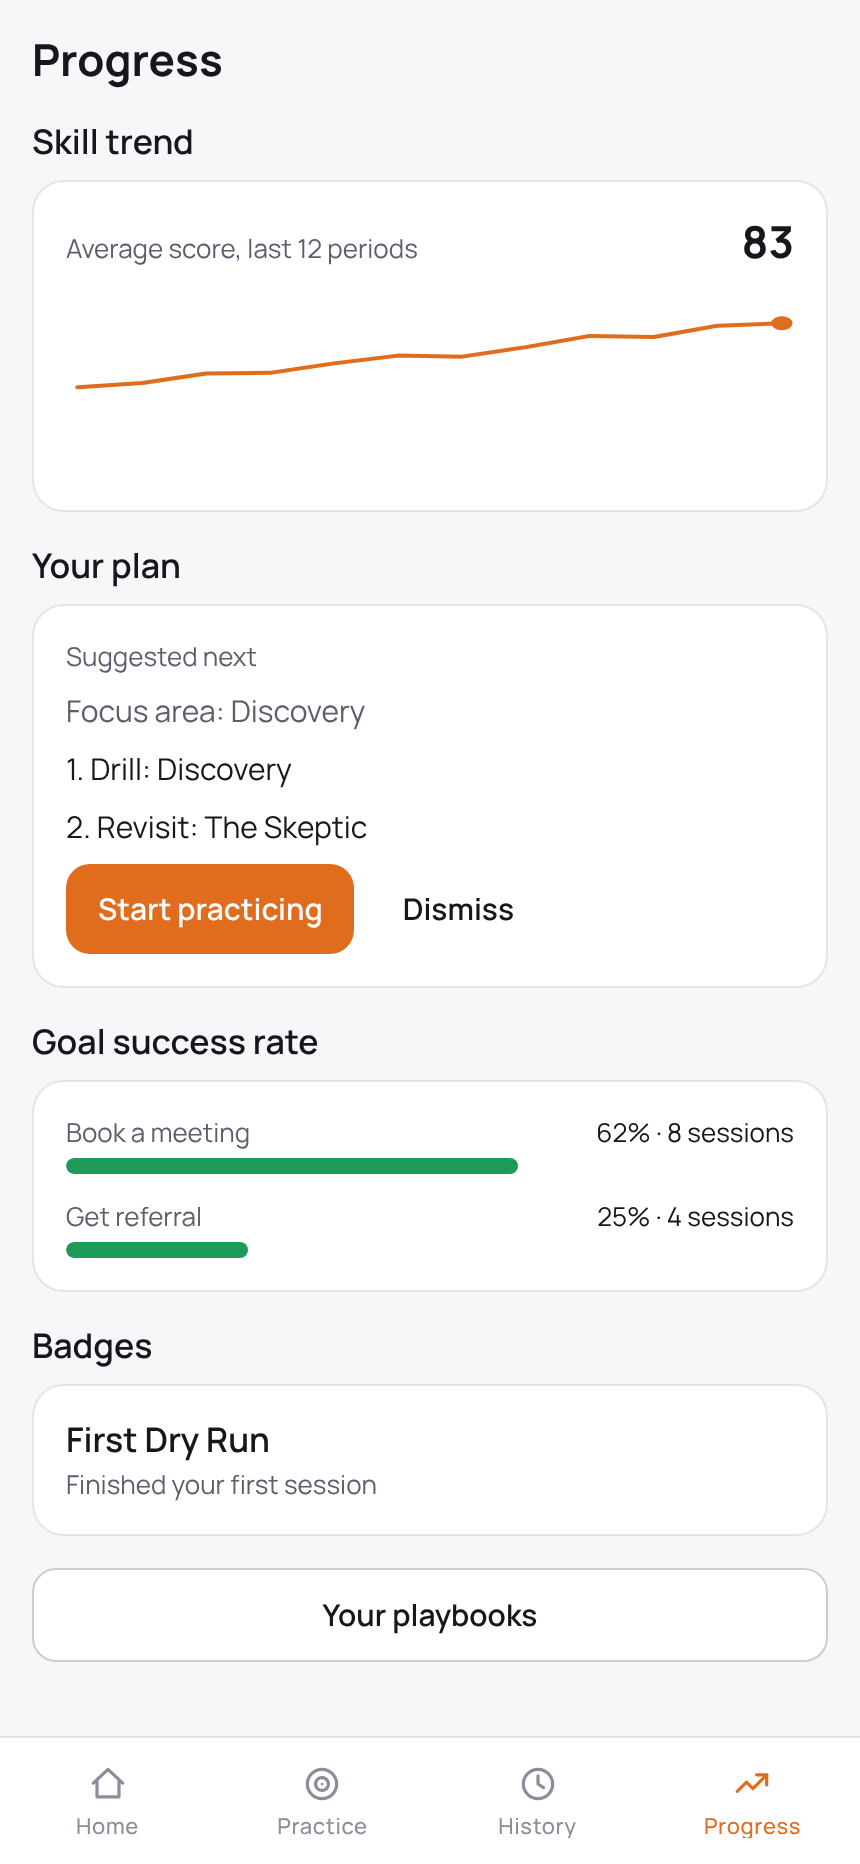 Progress
Skill trend
Average score, last 12 periods
83
Your plan
Suggested next
Focus area: Discovery
1. Drill: Discovery
2. Revisit: The Skeptic
Start practicing
Dismiss
Goal success rate
Book a meeting
62% · 8 sessions
Get referral
25% · 4 sessions
Badges
First Dry Run
Finished your first session
Your playbooks
Home
Practice
History
Progress